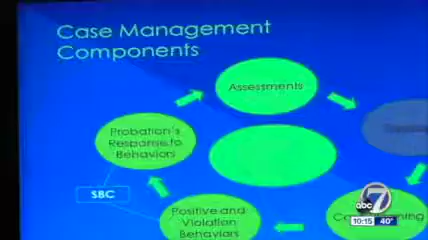 Case Management
Components
Assessments
Probation's
Response to
Behaviors
SBC
Positive and
Violation
Behaviors
abc 7
10:15 40°